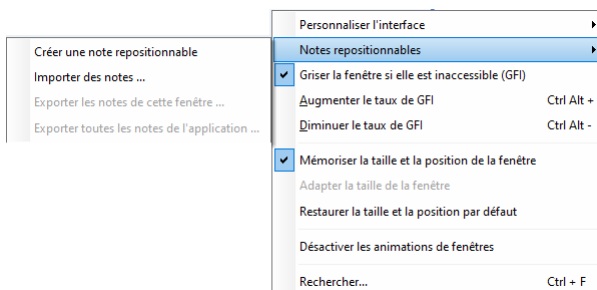 Personnaliser l'interface
Notes repositionnables
Créer une note repositionnable
Importer des notes ...
Exporter les notes de cette fenêtre ...
Exporter toutes les notes de l'application ...
Griser la fenêtre si elle est inaccessible (GFI)
Augmenter le taux de GFI Ctrl Alt +
Diminuer le taux de GFI Ctrl Alt -
Mémoriser la taille et la position de la fenêtre
Adapter la taille de la fenêtre
Restaurer la taille et la position par défaut
Désactiver les animations de fenêtres
Rechercher... Ctrl + F